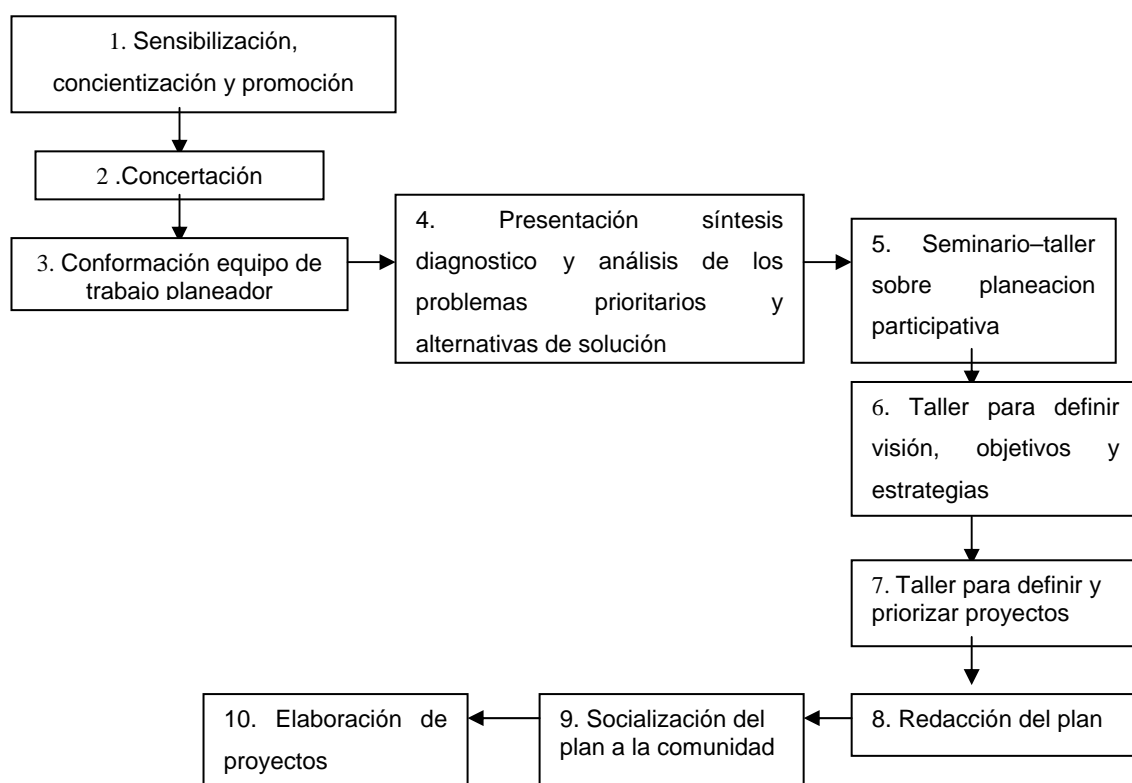 1. Sensibilización,
concientización y promoción
2 .Concertación
3. Conformación equipo de
trabajo planeador
4. Presentación síntesis
diagnostico y análisis de los
problemas prioritarios y
alternativas de solución
5. Seminario–taller
sobre planeacion
participativa
6. Taller para definir
visión, objetivos y
estrategias
7. Taller para definir y
priorizar proyectos
8. Redacción del plan
9. Socialización del
plan a la comunidad
10. Elaboración de
proyectos